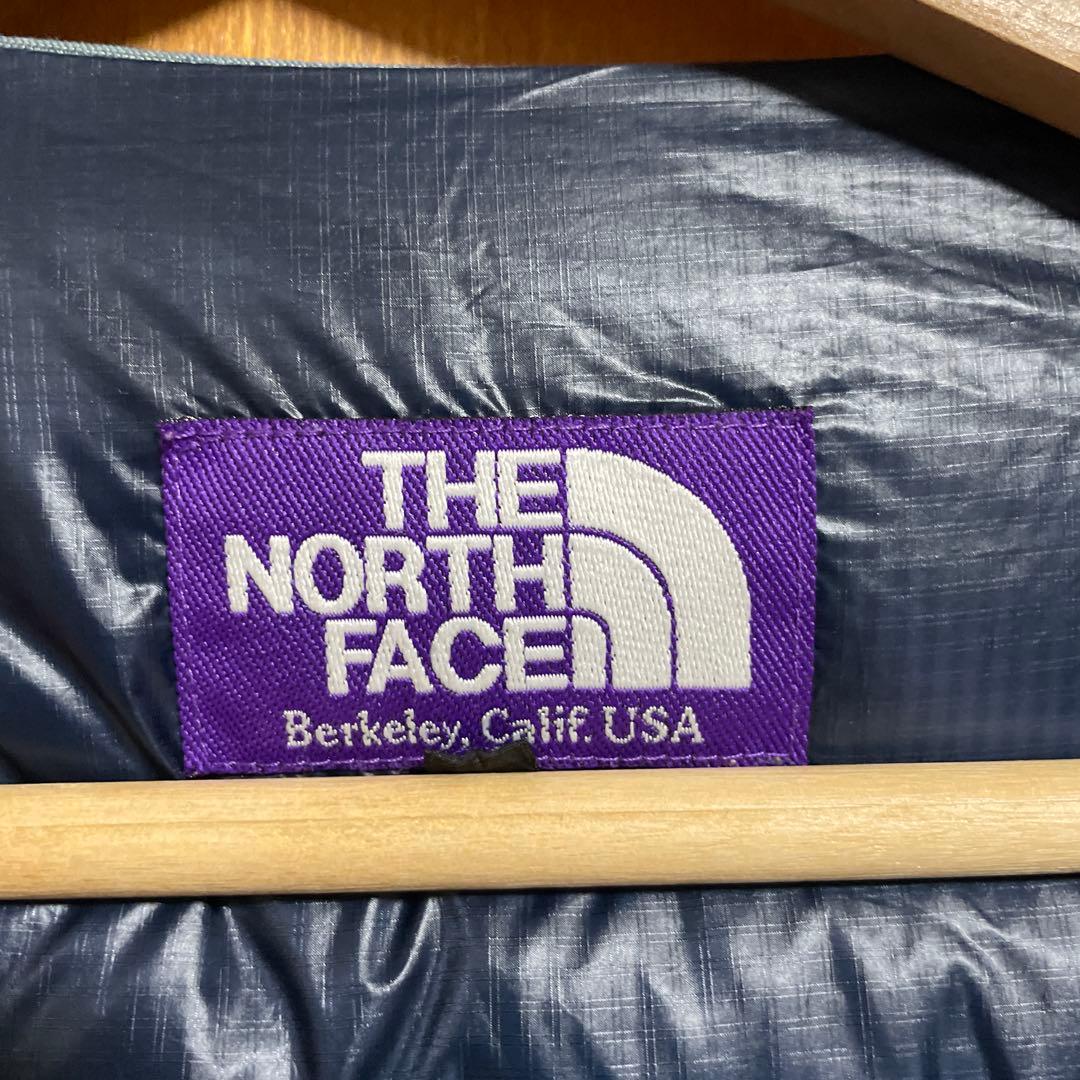 THE
NORTH
FACE
Berkeley, Calif. USA